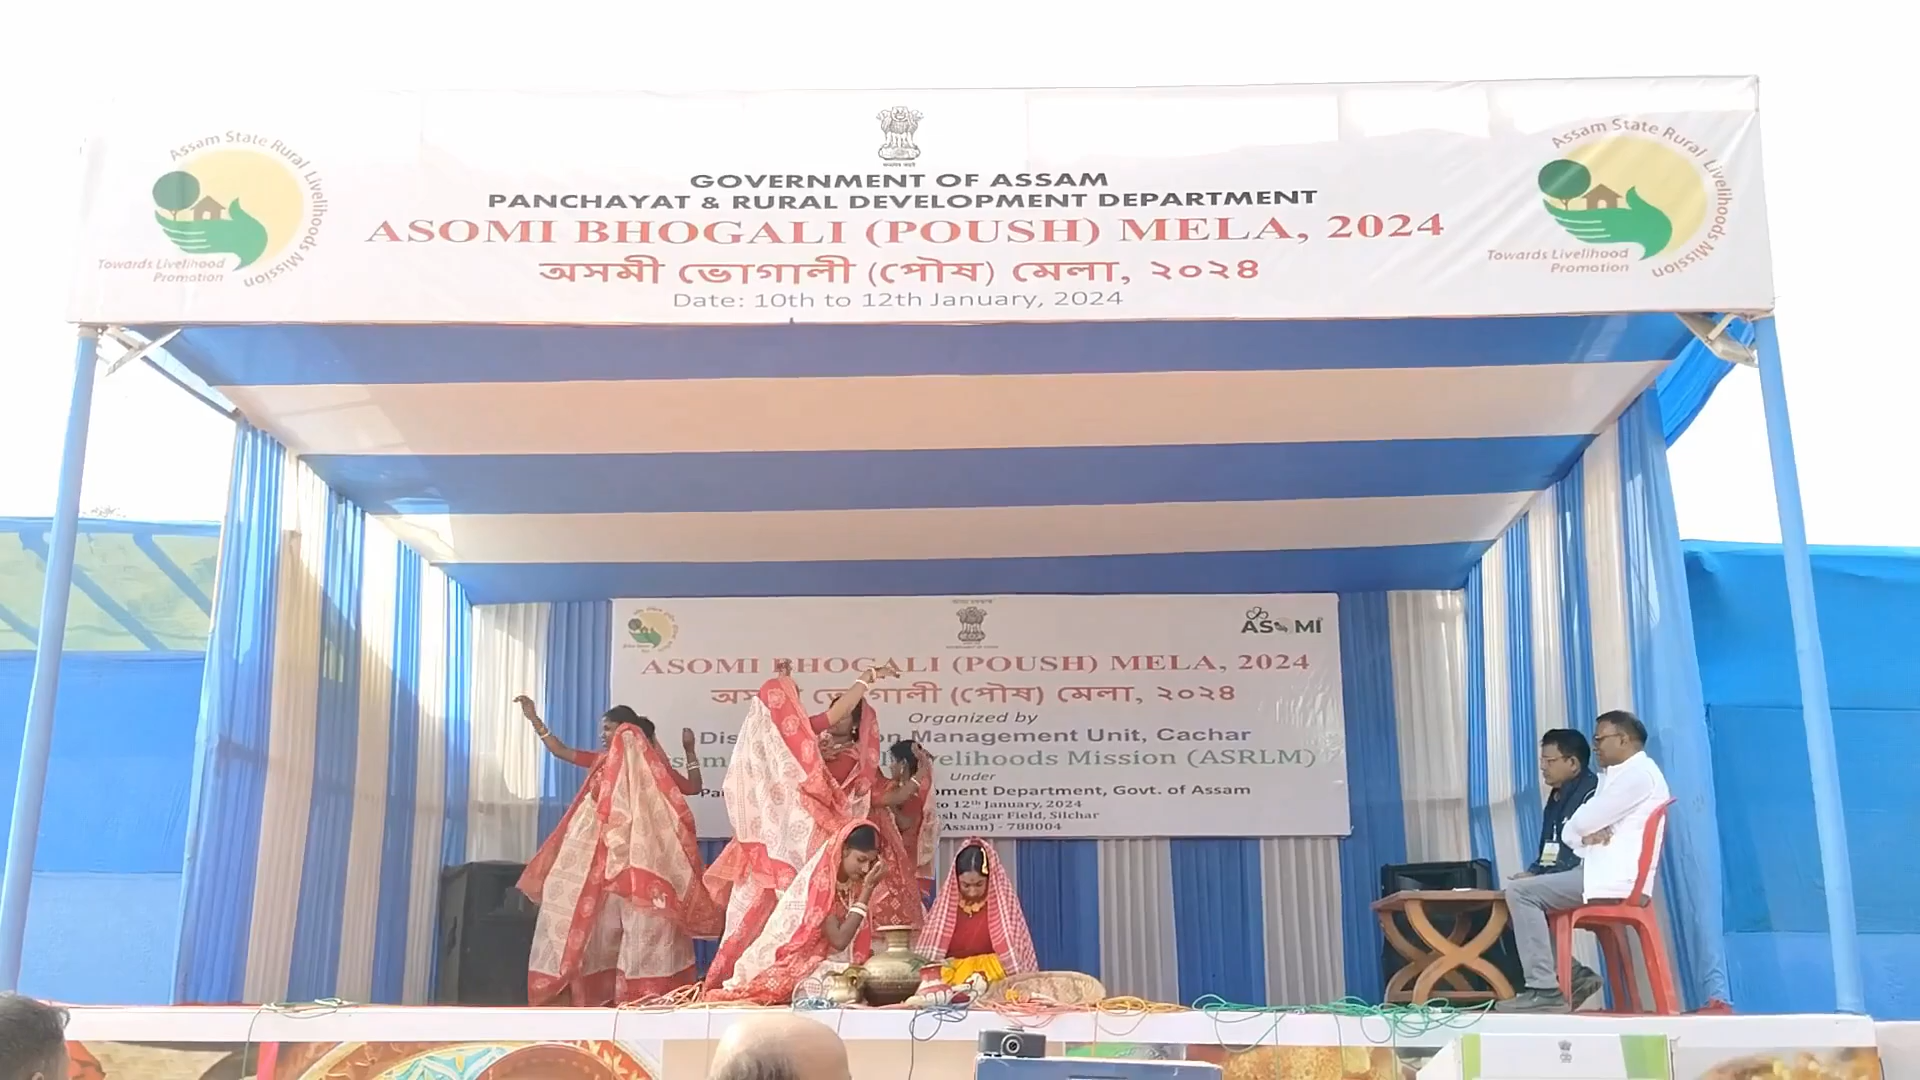 Assam State Rural Livelihoods Mission
Towards Livelihood
Promotion
GOVERNMENT OF ASSAM
PANCHAYAT & RURAL DEVELOPMENT DEPARTMENT
ASOMI BHOGALI (POUSH) MELA, 2024
অসমী ভোগালী (পৌষ) মেলা, ২০২৪
Date: 10th to 12th January, 2024
Assam State Rural Livelihoods Mission
Towards Livelihood
Promotion
ASOMI
ASOMI BHOGALI (POUSH) MELA, 2024
অসমী ভোগালী (পৌষ) মেলা, ২০২৪
Organized by
Management Unit, Cachar
Livelihoods Mission (ASRLM)
Under
Department, Govt. of Assam
to 12th January, 2024
Nagar Field, Silchar
Assam) - 788004